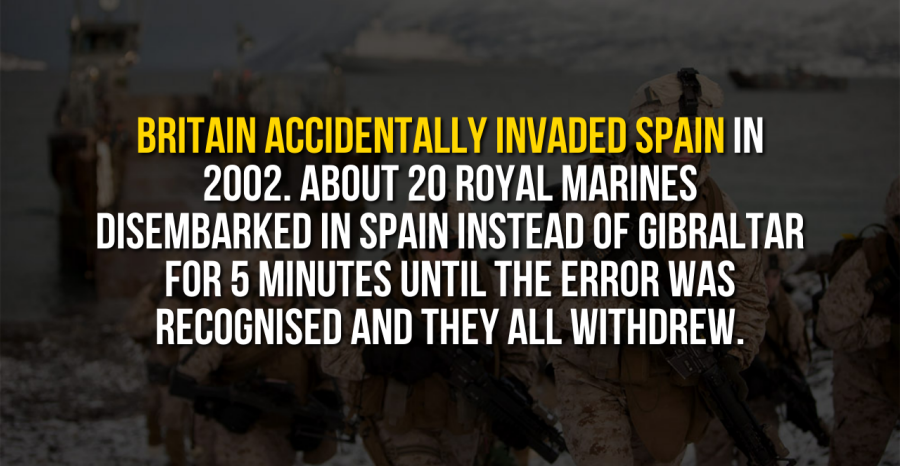 BRITAIN ACCIDENTALLY INVADED SPAIN IN
2002. ABOUT 20 ROYAL MARINES
DISEMBARKED IN SPAIN INSTEAD OF GIBRALTAR
FOR 5 MINUTES UNTIL THE ERROR WAS
RECOGNISED AND THEY ALL WITHDREW.